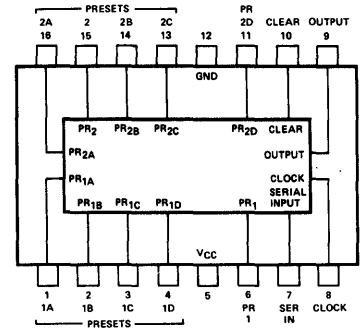 PRESETS
PR
2A 2 2B 2C 2D CLEAR OUTPUT
16 15 14 13 12 11 10 9
GND
PR2 PR2B PR2C PR2D CLEAR
PR2A
OUTPUT
PR1A
CLOCK
SERIAL
PR1B PR1C PR1D PR1 INPUT
VCC
1 2 3 4 5 6 7 8
1A 1B 1C 1D PR SER CLOCK
1 IN
PRESETS